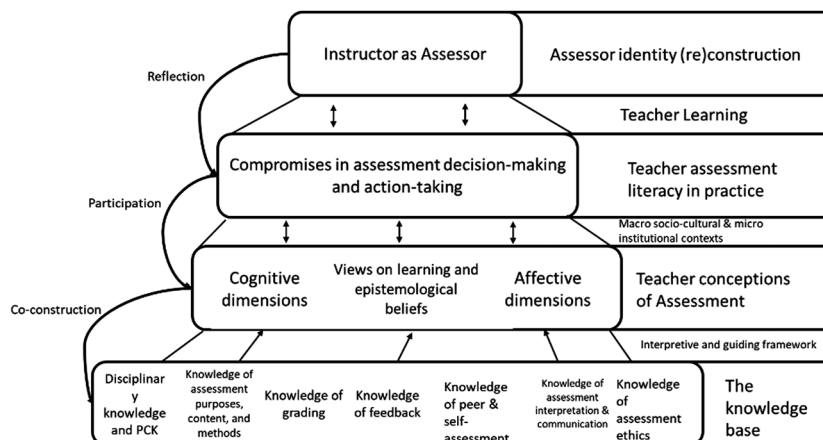 Instructor as Assessor
Assessor identity (re)construction
Reflection
Teacher Learning
Compromises in assessment decision-making
and action-taking
Teacher assessment
literacy in practice
Participation
Macro socio-cultural & micro
institutional contexts
Cognitive
dimensions
Views on learning and
epistemological
beliefs
Affective
dimensions
Teacher conceptions
of Assessment
Co-construction
Interpretive and guiding framework
Disciplinar
y
knowledge
and PCK
Knowledge of
assessment
purposes,
content, and
methods
Knowledge of
grading
Knowledge
of feedback
Knowledge
of peer &
self-
assessment
Knowledge of
assessment
interpretation &
communication
Knowledge
of
assessment
ethics
The
knowledge
base